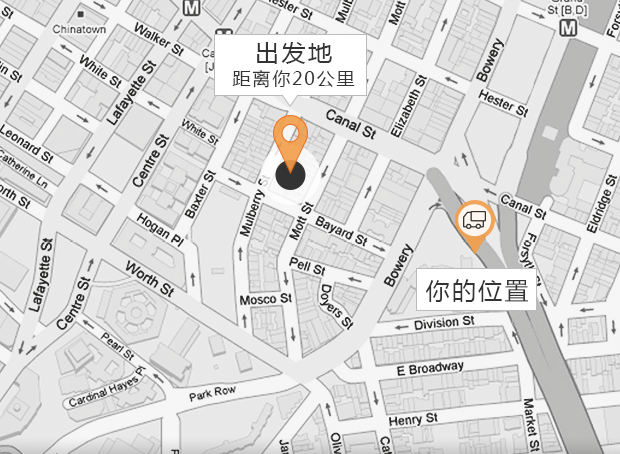 Chinatown
Walker St
White St
Lafayette St
Leonard St
Catherine Ln
Centre St
White St
Baxter St
Hogan Pl
Worth St
出发地
距离你20公里
Canal St
Mulberry S
Mott St
Bayard St
Pell St
Mosco St
Doyers St
Bowery
Elizabeth St
Bowery
Hester St
St [B,D]
Canal St
Eldridge St
Forsyt
你的位置
Division St
E Broadway
Henry St
Market St
Lafayette St
Centre St
Pearl St
Cardinal Hayes Pl
Park Row
orth St